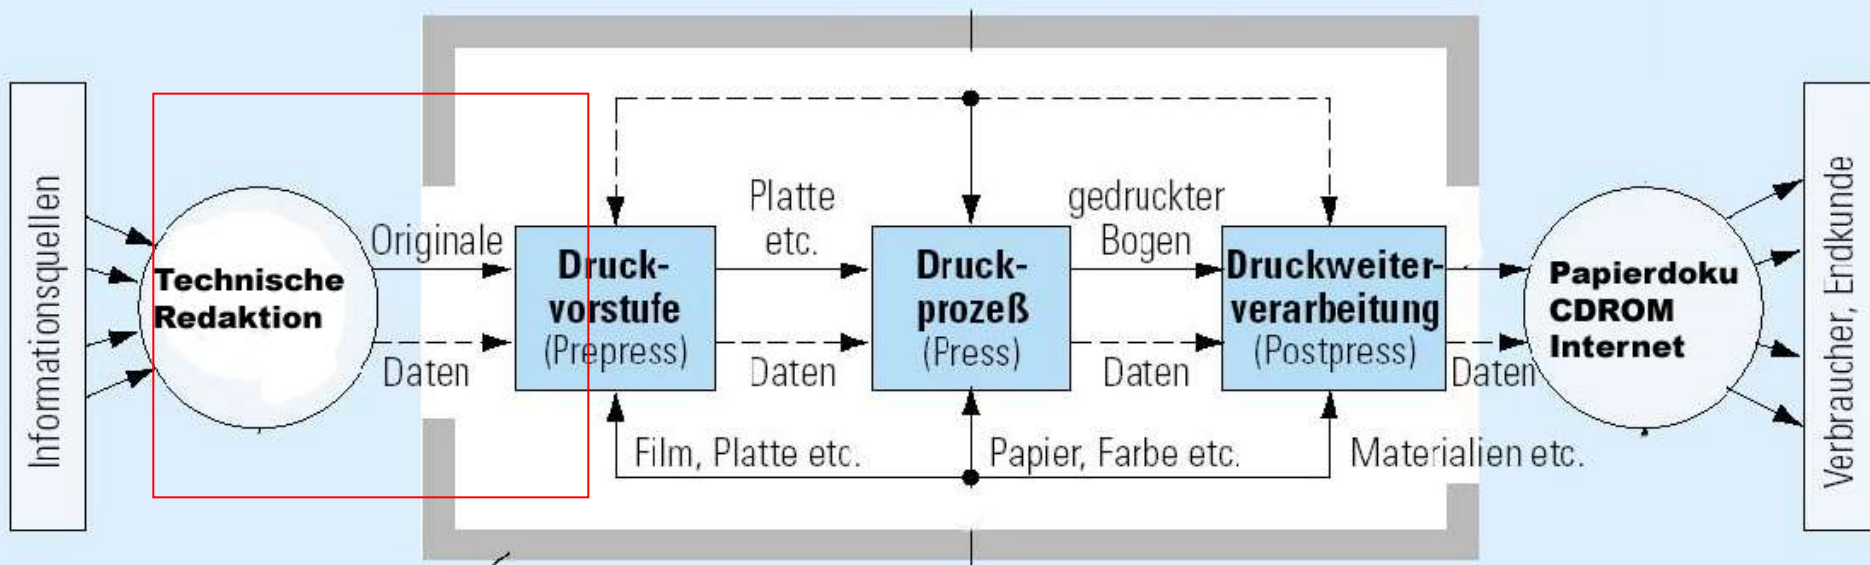 Informationsquellen
Technische
Redaktion
Originale
Daten
Druck-
vorstufe
(Prepress)
Platte
etc.
Daten
Film, Platte etc.
Druck-
prozeß
(Press)
Papier, Farbe etc.
gedruckter
Bogen
Daten
Druckweiter-
verarbeitung
(Postpress)
Materialien etc.
Daten
Papierdoku
CDROM
Internet
Verbraucher, Endkunde